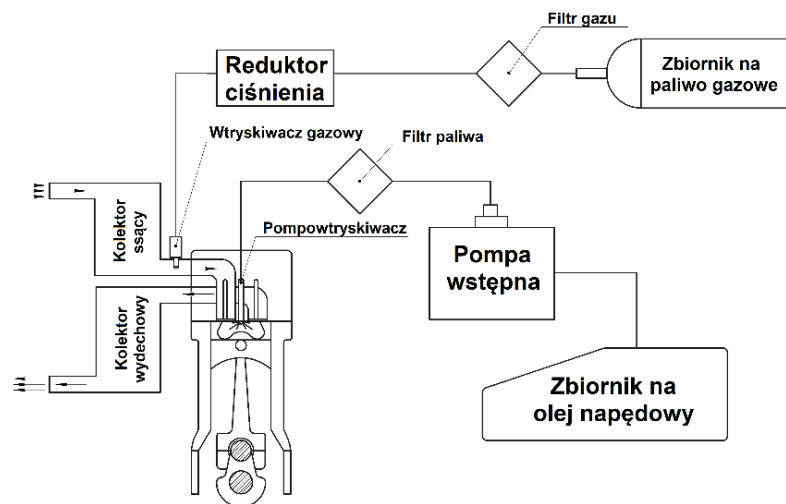 Filtr gazu
Reduktor
ciśnienia
Zbiornik na
paliwo gazowe
Wtryskiwacz gazowy
Filtr paliwa
Kolektor
ssący
Pompowtryskiwacz
Pompa
wstępna
Kolektor
wydechowy
Zbiornik na
olej napędowy